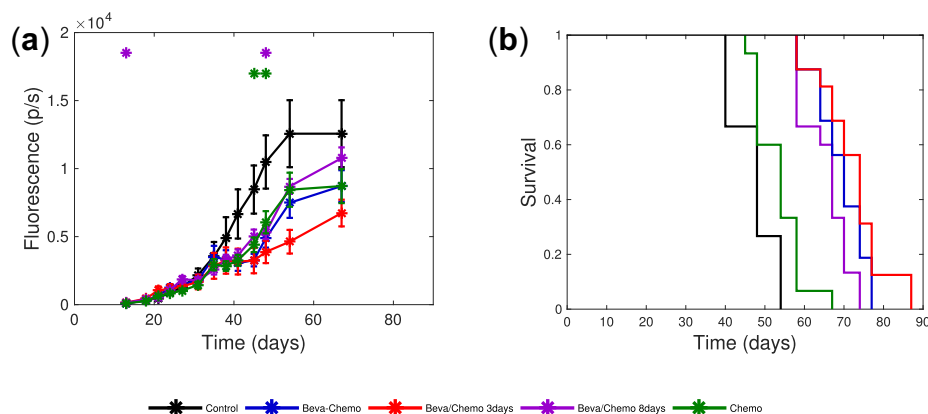 (a)
×10⁴
2
1.5
1
0.5
0
Fluorescence (p/s)
0 20 40 60 80
Time (days)
(b)
1
0.8
0.6
0.4
0.2
0
Survival
0 10 20 30 40 50 60 70 80 90
Time (days)
Control Beva-Chemo Beva/Chemo 3days Beva/Chemo 8days Chemo